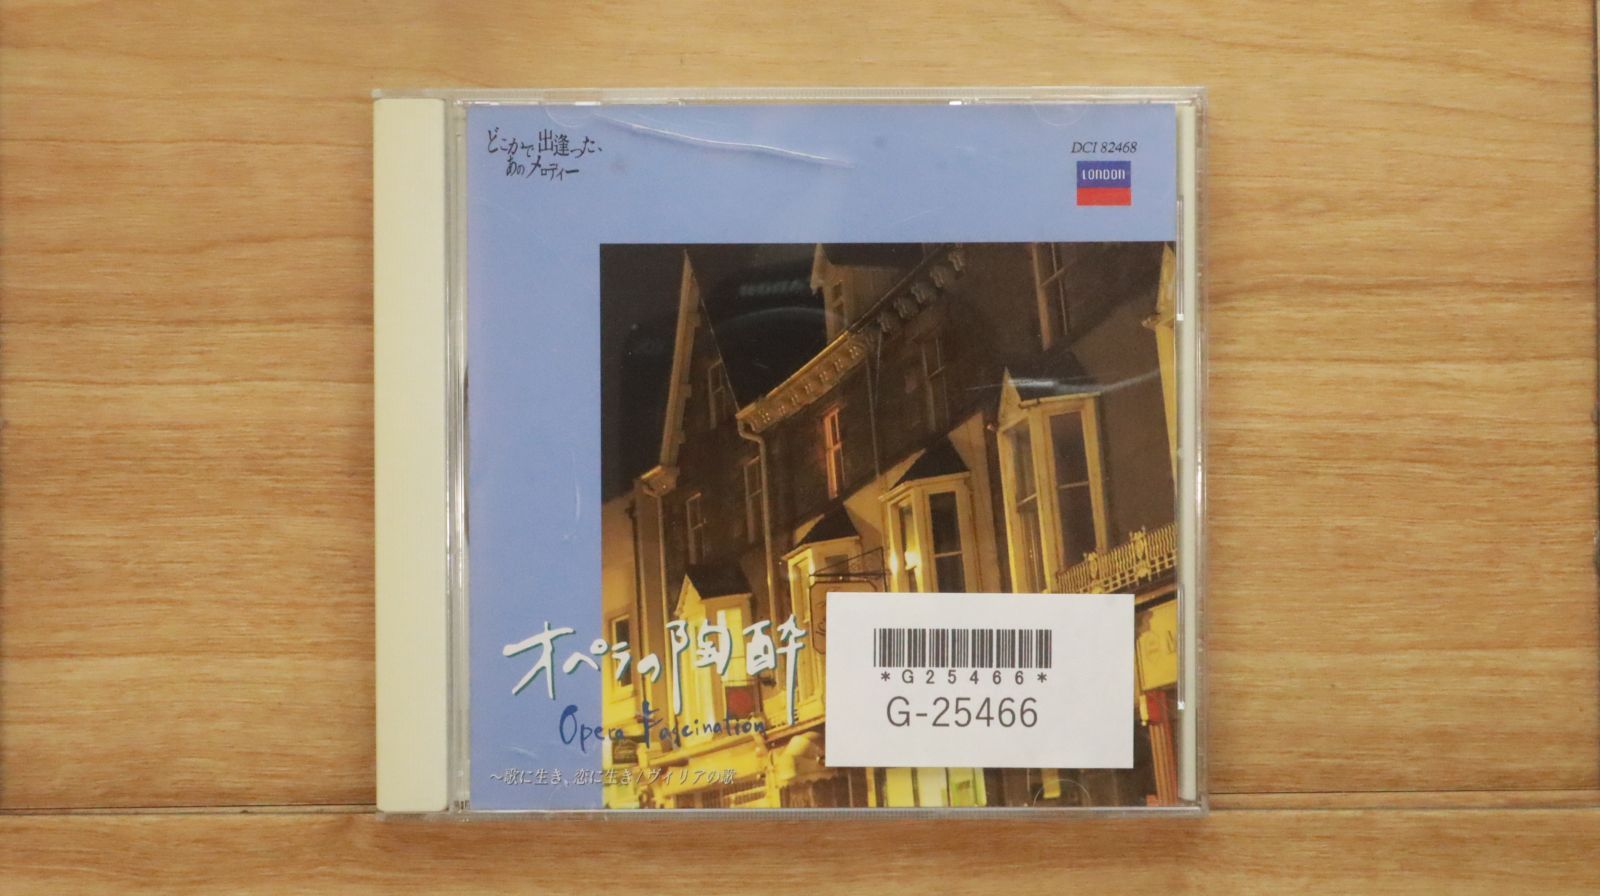 どこかで出逢った、
あのメロディー
DCI 82468
LONDON
オペラの陶酔
Opera Fascination
～歌に生き、恋に生き/ヴィリアの歌
*G25466*
G-25466